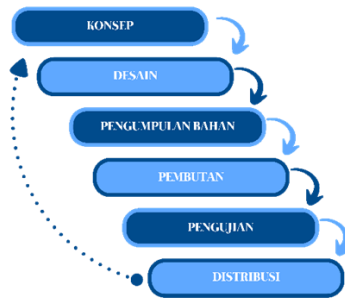 KONSEP
DESAIN
PENGUMPULAN BAHAN
PEMBUTAN
PENGUJIAN
DISTRIBUSI